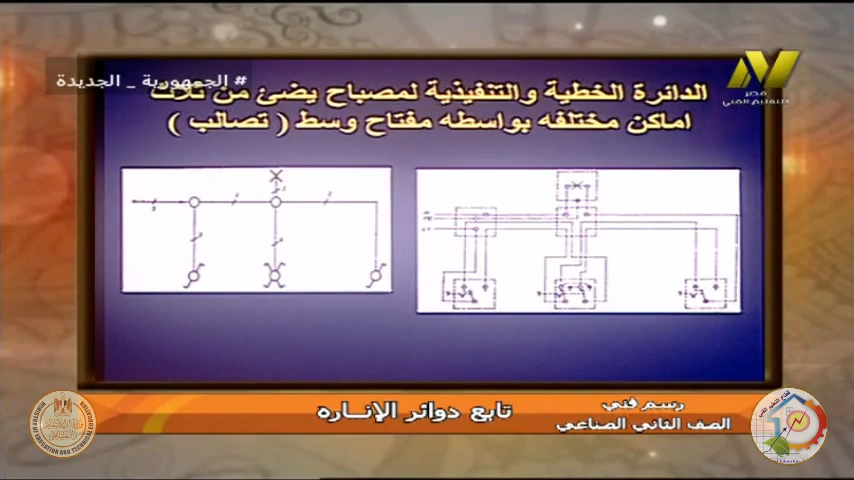 # الجمهورية _ الجديدة
الدائرة الخطية والتنفيذية لمصباح يضئ من ثلاث
اماكن مختلفه بواسطه مفتاح وسط ( تصالب )
مصر
التعليم الفني
رسم فني
الصف الثاني الصناعي
تابع دوائر الإنارة